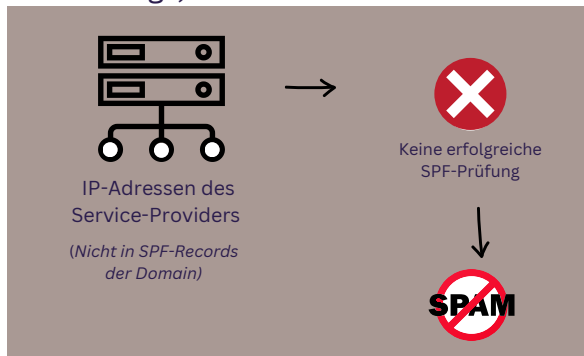 IP-Adressen des
Service-Providers
(Nicht in SPF-Records
der Domain)
Keine erfolgreiche
SPF-Prüfung
SPAM